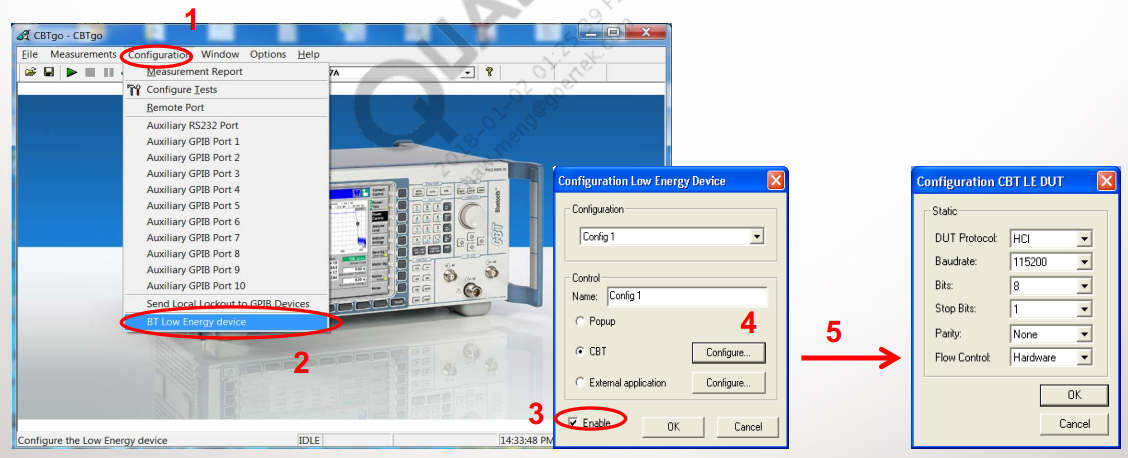 1
CBTgo - CBTgo
File Measurements Configuration Window Options Help
Measurement Report
7A
Configure Tests
Remote Port
Auxiliary RS232 Port
Auxiliary GPIB Port 1
Auxiliary GPIB Port 2
Auxiliary GPIB Port 3
Auxiliary GPIB Port 4
Auxiliary GPIB Port 5
Auxiliary GPIB Port 6
Auxiliary GPIB Port 7
Auxiliary GPIB Port 8
Auxiliary GPIB Port 9
Auxiliary GPIB Port 10
Send Local Lockout to GPIB Devices
BT Low Energy device
2
Bluetooth
CBT
Configure the Low Energy device
IDLE
14:33:48 PM
Configuration Low Energy Device
Configuration
Config 1
Control
Name: Config 1
Popup
4
CBT Configure...
External application Configure...
3
Enable OK Cancel
5
Configuration CBT LE DUT
Static
DUT Protocol: HCI
Baudrate: 115200
Bits: 8
Stop Bits: 1
Parity: None
Flow Control: Hardware
OK
Cancel